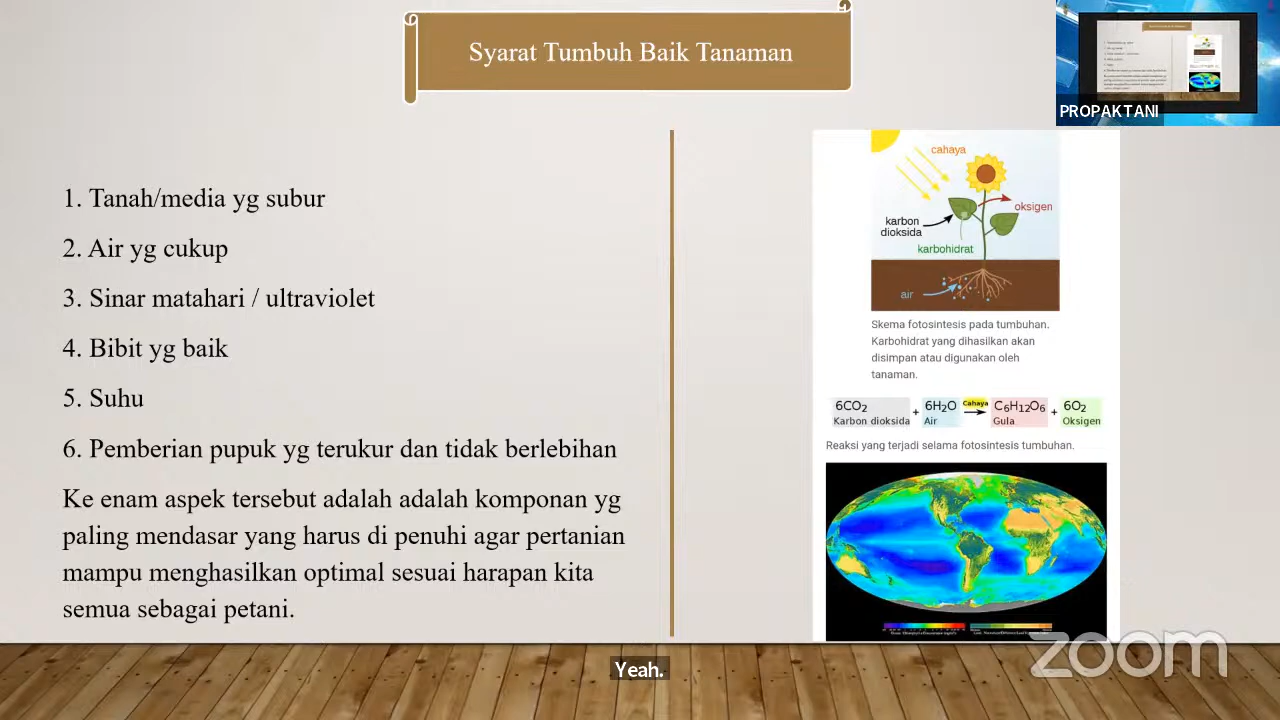 Syarat Tumbuh Baik Tanaman
PROPAKTANI
1. Tanah/media yg subur
2. Air yg cukup
3. Sinar matahari / ultraviolet
4. Bibit yg baik
5. Suhu
6. Pemberian pupuk yg terukur dan tidak berlebihan
Ke enam aspek tersebut adalah adalah komponan yg
paling mendasar yang harus di penuhi agar pertanian
mampu menghasilkan optimal sesuai harapan kita
semua sebagai petani.
cahaya
oksigen
karbon
dioksida
karbohidrat
air
Skema fotosintesis pada tumbuhan.
Karbohidrat yang dihasilkan akan
disimpan atau digunakan oleh
tanaman.
6CO₂ + 6H₂O Cahaya → C₆H₁₂O₆ + 6O₂
Karbon dioksida Air Gula Oksigen
Reaksi yang terjadi selama fotosintesis tumbuhan.
zoom
Yeah.